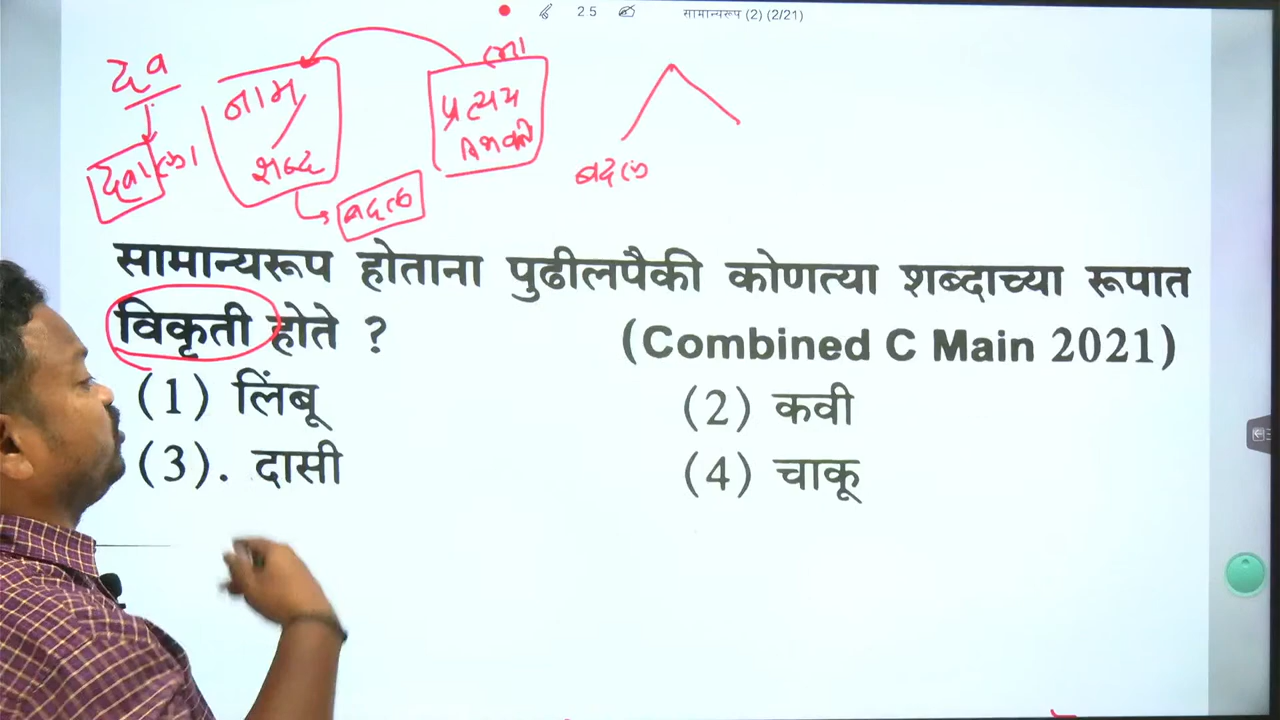 25 सामान्यरूप (2) (2/21)
देव
देवा ला
नाम
शब्द
बदल
ला
प्रत्यय
विभक्ती
बदल
सामान्यरूप होताना पुढीलपैकी कोणत्या शब्दाच्या रूपात
विकृती होते ? (Combined C Main 2021)
(1) लिंबू (2) कवी
(3). दासी (4) चाकू